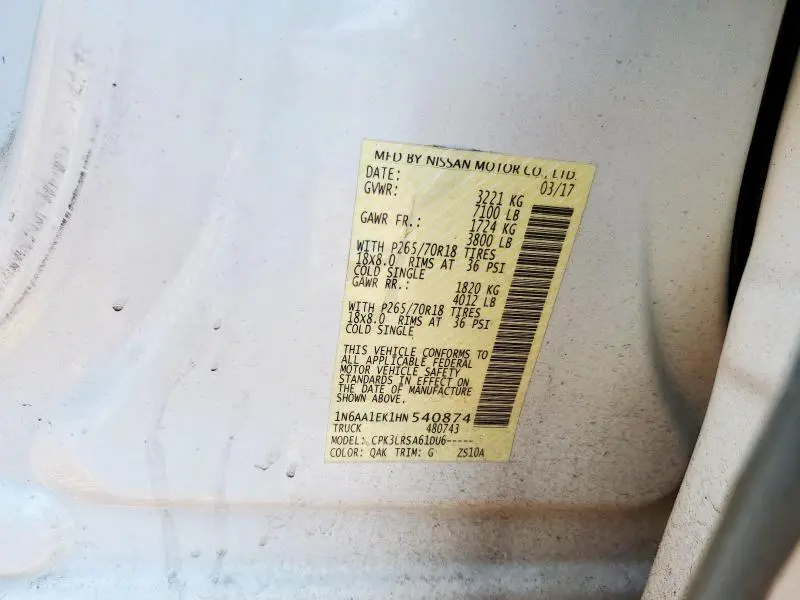 MFD BY NISSAN MOTOR CO., LTD.
DATE: 03/17
GVWR: 3221 KG
7100 LB
GAWR FR.: 1724 KG
3800 LB
WITH P265/70R18 TIRES
18X8.0 RIMS AT 36 PSI
COLD SINGLE
GAWR RR.: 1820 KG
4012 LB
WITH P265/70R18 TIRES
18X8.0 RIMS AT 36 PSI
COLD SINGLE
THIS VEHICLE CONFORMS TO
ALL APPLICABLE FEDERAL
MOTOR VEHICLE SAFETY
STANDARDS IN EFFECT ON
THE DATE OF MANUFACTURE
SHOWN ABOVE.
1N6AA1EK1HN540874
TRUCK 480743
MODEL: CPK3LRSA61DU6-----
COLOR: QAK TRIM: G ZS10A